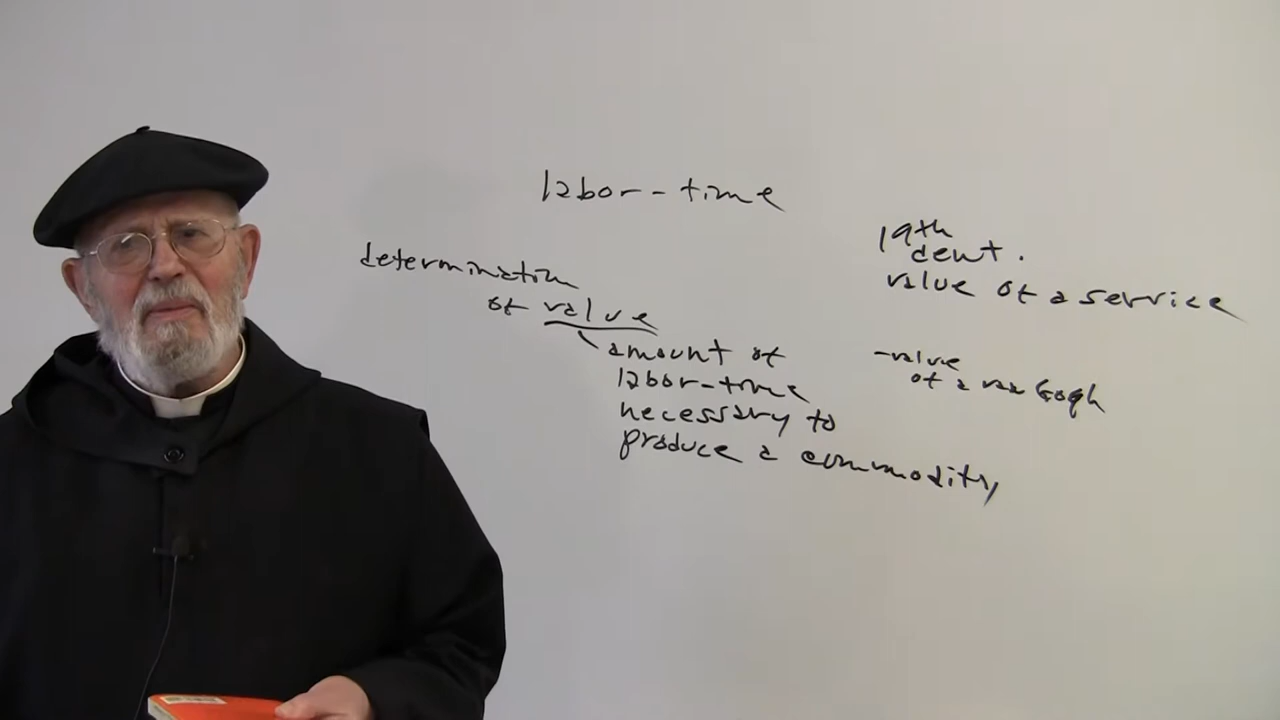 labor-time
determination
of value
amount of
labor-time
necessary to
produce a commodity
19th
cent.
value of a service
-value
of a van Gogh